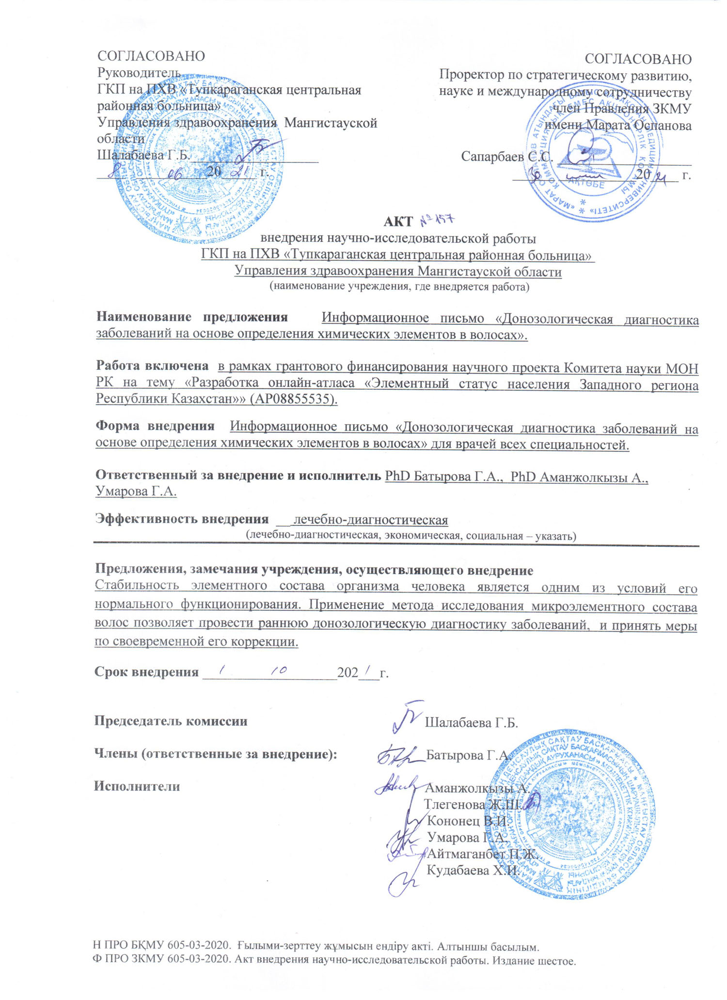 СОГЛАСОВАНО
Руководитель
ГКП на ПХВ «Тупкараганская центральная
районная больница»
Управления здравоохранения Мангистауской
области
Шалабаева Г.Б.
8 06 20 21 г.
СОГЛАСОВАНО
Проректор по стратегическому развитию,
науке и международному сотрудничеству
член Правления ЗКМУ
имени Марата Оспанова
Сапарбаев С.С.
20 21 г.
АҚТӨБЕ
АКТ №157
внедрения научно-исследовательской работы
ГКП на ПХВ «Тупкараганская центральная районная больница»
Управления здравоохранения Мангистауской области
(наименование учреждения, где внедряется работа)
Наименование предложения Информационное письмо «Донозологическая диагностика
заболеваний на основе определения химических элементов в волосах».
Работа включена в рамках грантового финансирования научного проекта Комитета науки МОН
РК на тему «Разработка онлайн-атласа «Элементный статус населения Западного региона
Республики Казахстан»» (АР08855535).
Форма внедрения Информационное письмо «Донозологическая диагностика заболеваний на
основе определения химических элементов в волосах» для врачей всех специальностей.
Ответственный за внедрение и исполнитель PhD Батырова Г.А., PhD Аманжолкызы А.,
Умарова Г.А.
Эффективность внедрения __ лечебно-диагностическая
(лечебно-диагностическая, экономическая, социальная – указать)
Предложения, замечания учреждения, осуществляющего внедрение
Стабильность элементного состава организма человека является одним из условий его
нормального функционирования. Применение метода исследования микроэлементного состава
волос позволяет провести раннюю донозологическую диагностику заболеваний, и принять меры
по своевременной его коррекции.
Срок внедрения 1 10 2021 г.
Председатель комиссии Шалабаева Г.Б.
Члены (ответственные за внедрение): Батырова Г.А.
Исполнители Аманжолкызы А.
Тлегенова Ж.Ш.
Кононец В.И.
Умарова Г.А.
Айтмаганбет П.Ж.
Кудабаева Х.И.
Н ПРО БҚМУ 605-03-2020. Ғылыми-зерттеу жұмысын ендіру акті. Алтыншы басылым.
Ф ПРО ЗКМУ 605-03-2020. Акт внедрения научно-исследовательской работы. Издание шестое.